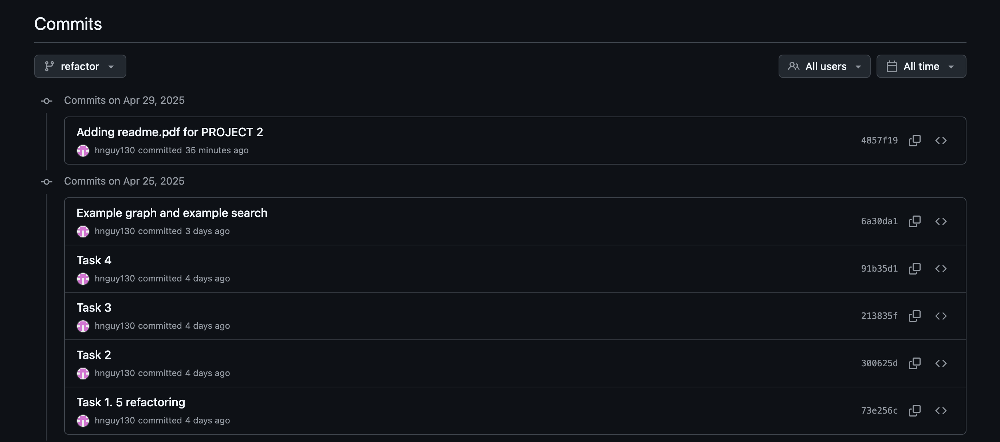 Commits
refactor
All users
All time
Commits on Apr 29, 2025
Adding readme.pdf for PROJECT 2
hnguy130 committed 35 minutes ago
4857f19
Commits on Apr 25, 2025
Example graph and example search
hnguy130 committed 3 days ago
6a30da1
Task 4
hnguy130 committed 4 days ago
91b35d1
Task 3
hnguy130 committed 4 days ago
213835f
Task 2
hnguy130 committed 4 days ago
300625d
Task 1. 5 refactoring
hnguy130 committed 4 days ago
73e256c